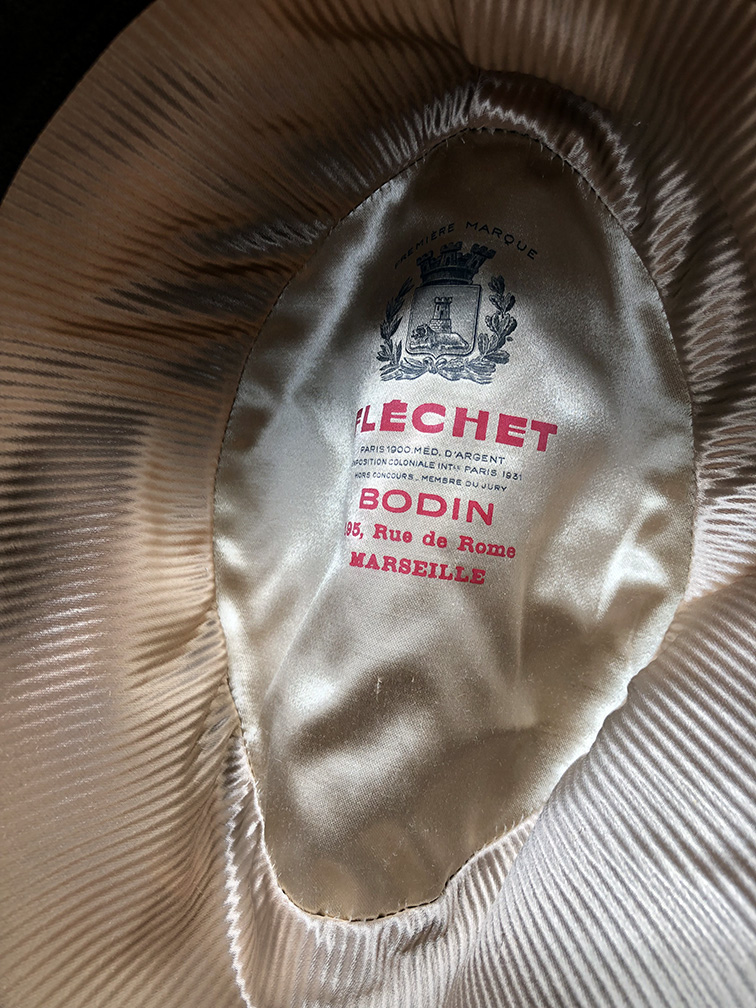 PREMIÈRE MARQUE
FLÉCHET
PARIS 1900. MED. D'ARGENT
EXPOSITION COLONIALE INTLE PARIS 1931
HORS CONCOURS _ MEMBRE DU JURY
BODIN
95, Rue de Rome
MARSEILLE